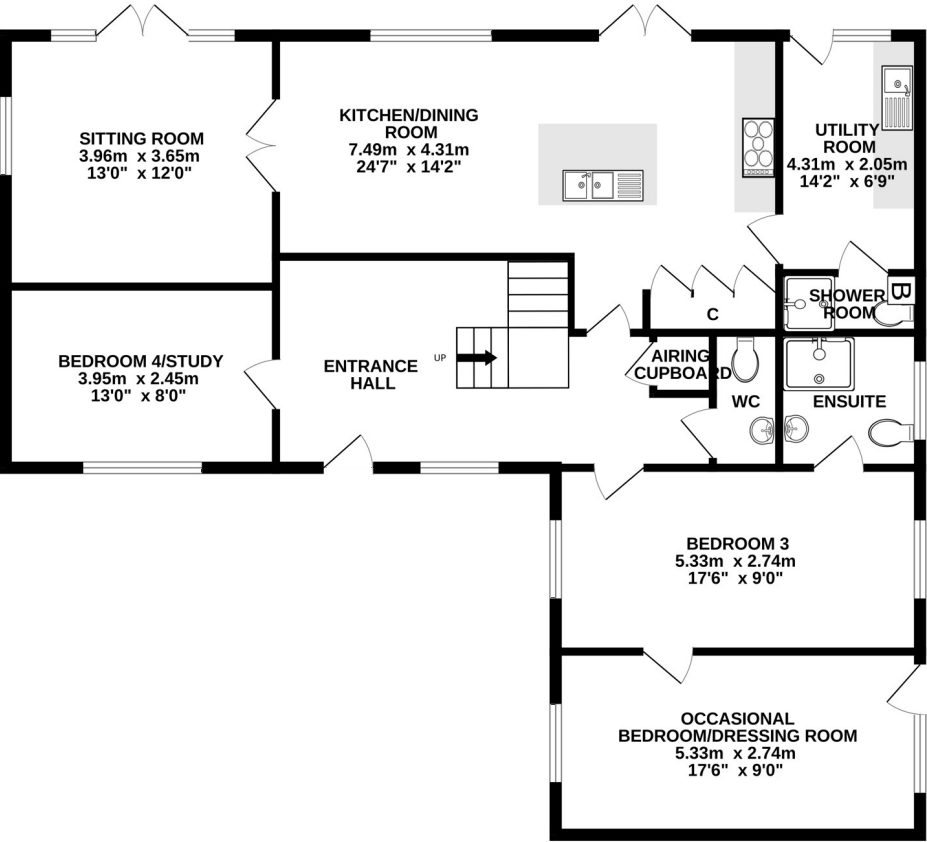 SITTING ROOM
3.96m x 3.65m
13'0" x 12'0"
KITCHEN/DINING
ROOM
7.49m x 4.31m
24'7" x 14'2"
UTILITY
ROOM
4.31m x 2.05m
14'2" x 6'9"
SHOWER
ROOM
B
C
BEDROOM 4/STUDY
3.95m x 2.45m
13'0" x 8'0"
ENTRANCE
HALL
UP
AIRING
CUPBOARD
WC
ENSUITE
BEDROOM 3
5.33m x 2.74m
17'6" x 9'0"
OCCASIONAL
BEDROOM/DRESSING ROOM
5.33m x 2.74m
17'6" x 9'0"